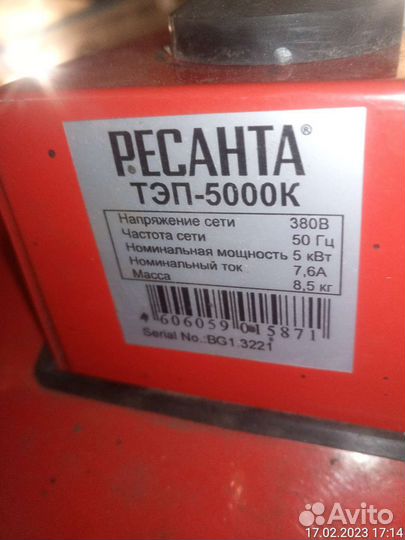 РЕСАНТА®
ТЭП-5000К
Напряжение сети 380В
Частота сети 50 Гц
Номинальная мощность 5 кВт
Номинальный ток 7,6А
Масса 8,5 кг
4 606059 015871
Serial No.:BG1.3221
Avito
17.02.2023 17:14